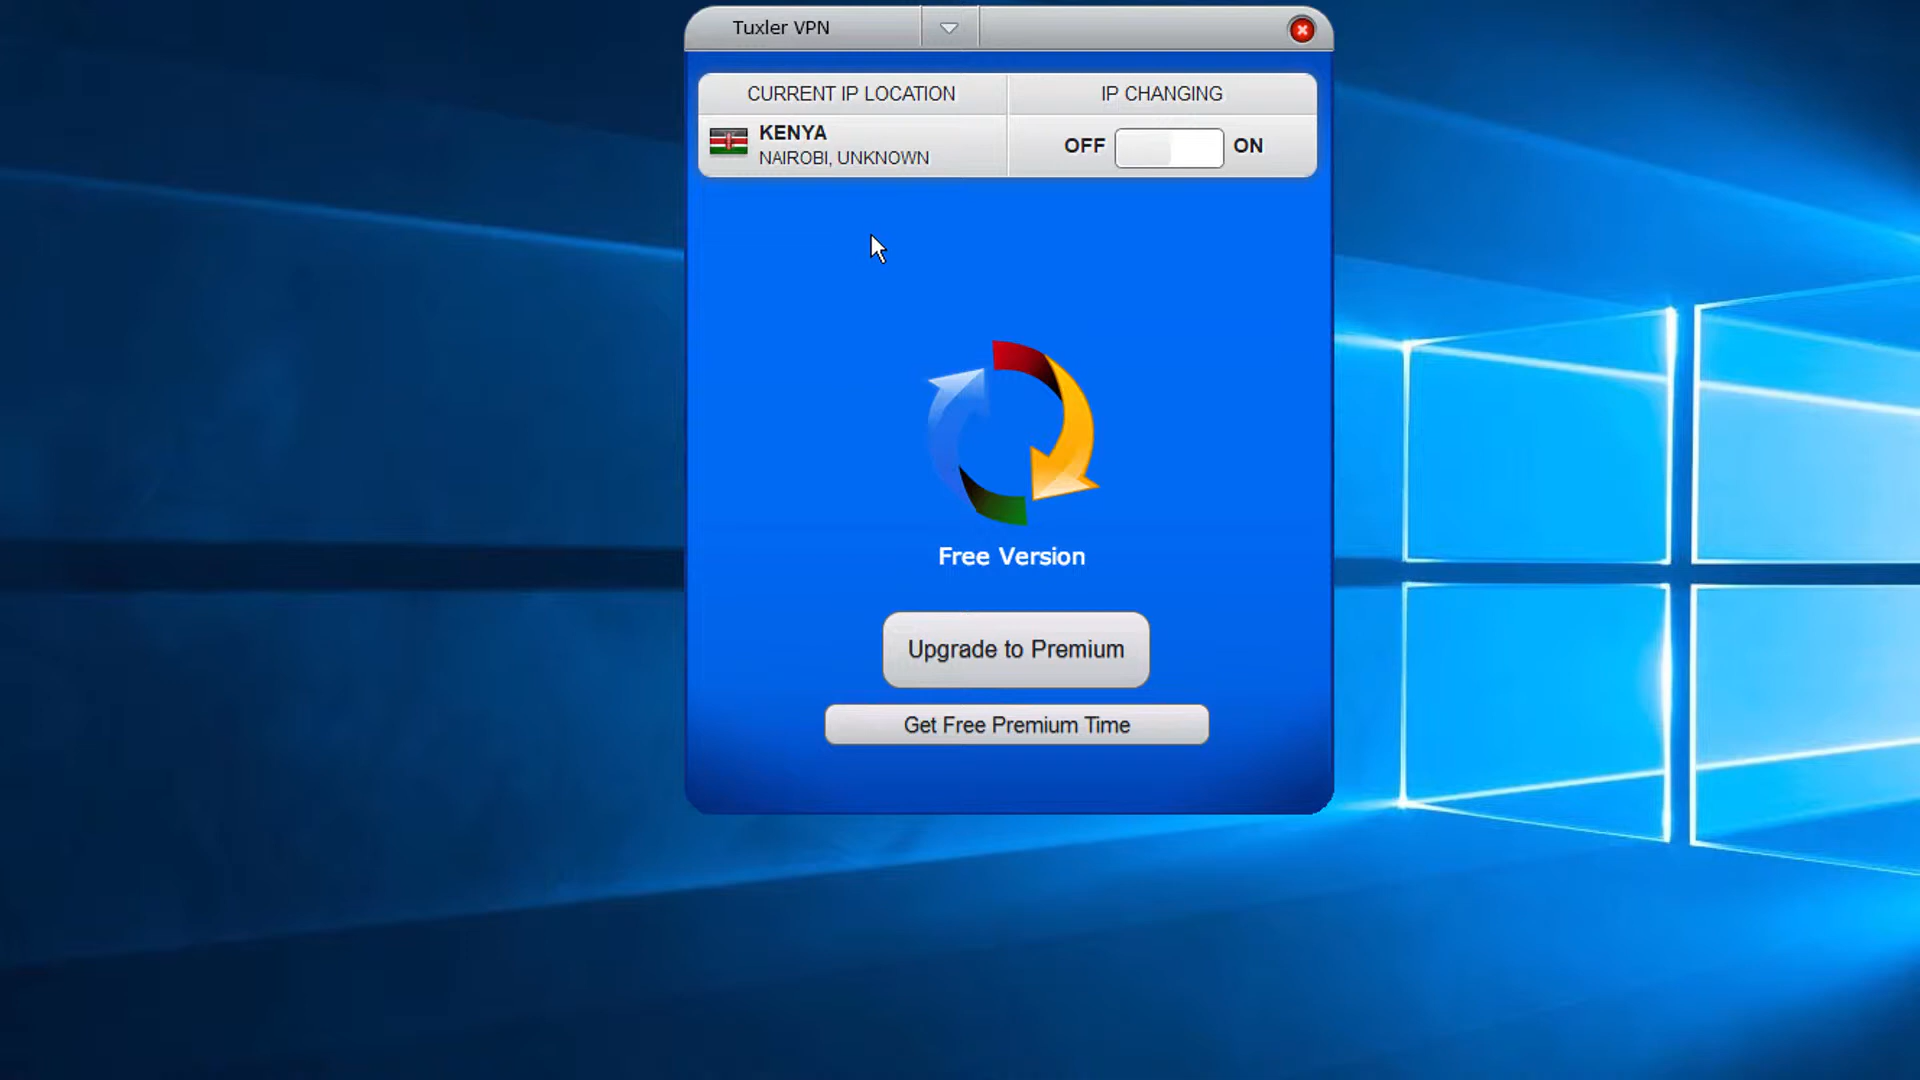 Tuxler VPN
CURRENT IP LOCATION
IP CHANGING
KENYA
NAIROBI, UNKNOWN
OFF
ON
Free Version
Upgrade to Premium
Get Free Premium Time